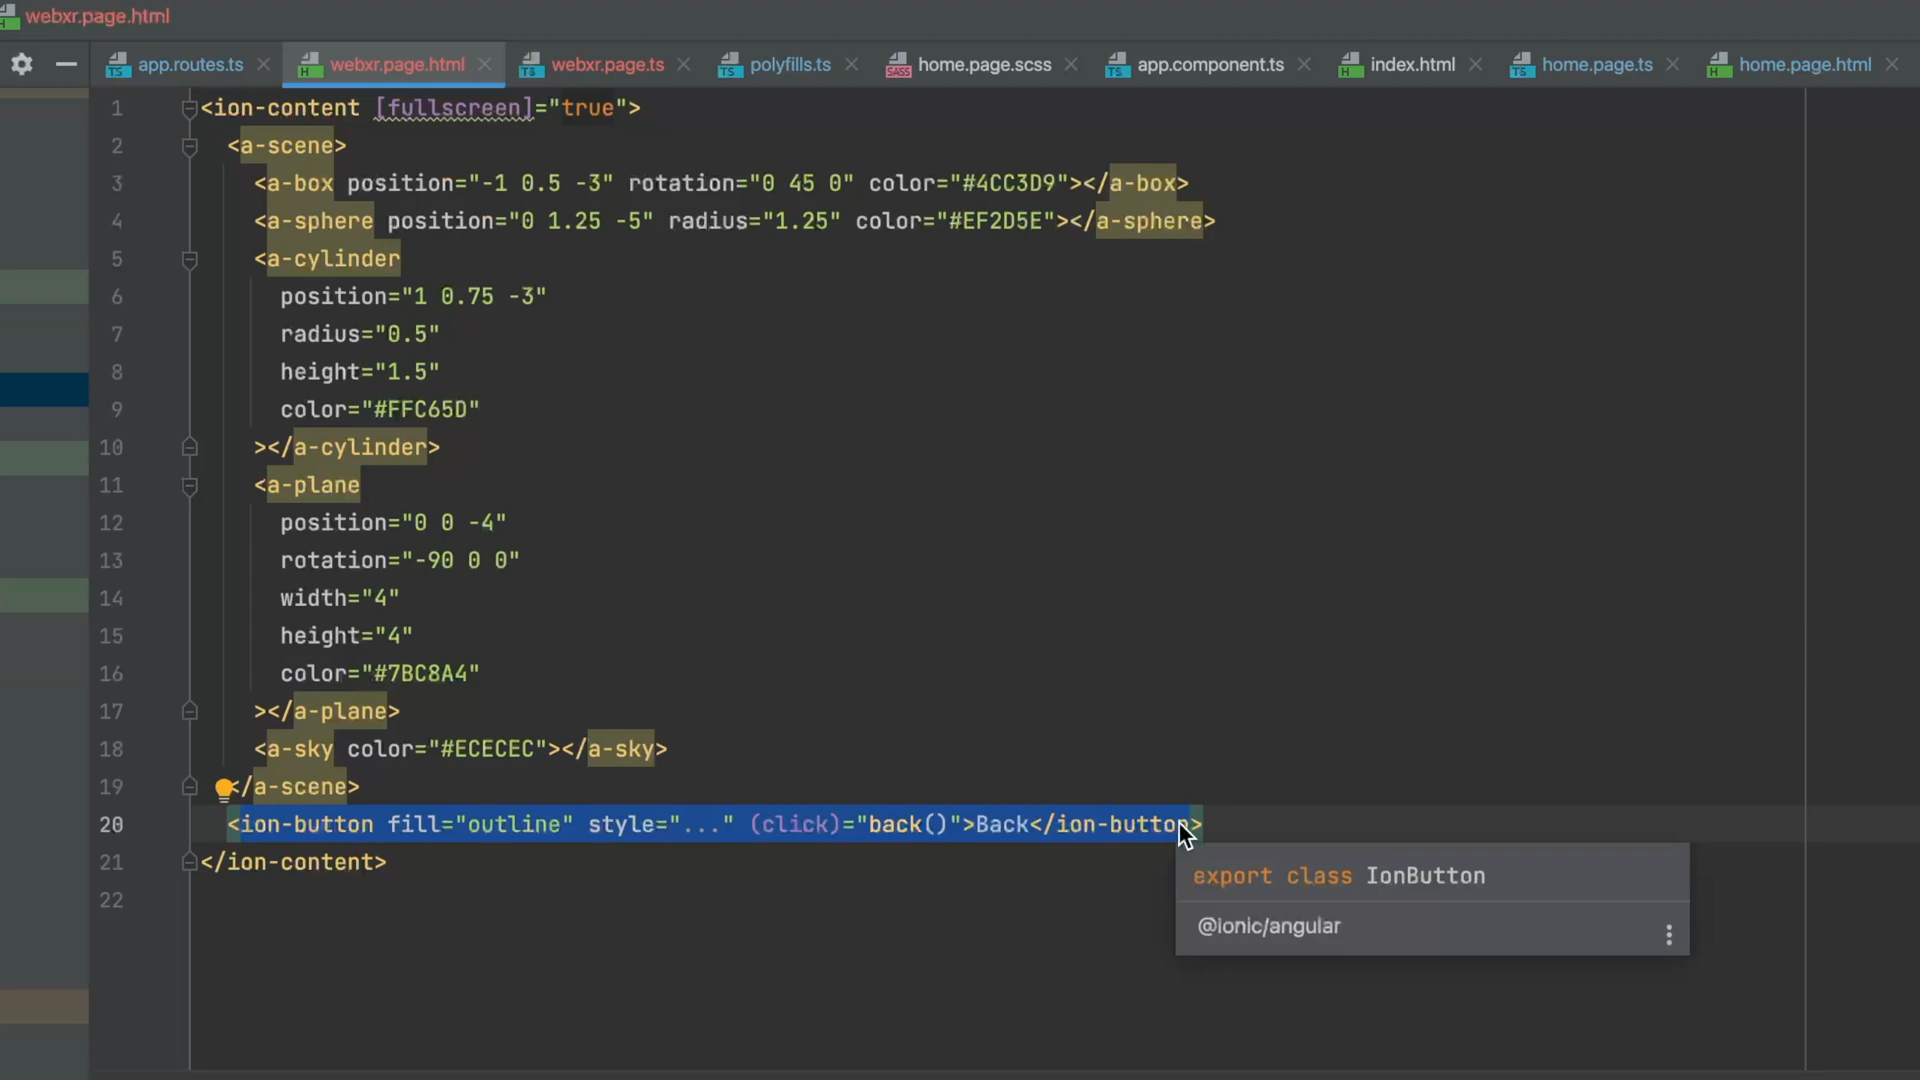 webxr.page.html
app.routes.ts webxr.page.html webxr.page.ts polyfills.ts home.page.scss app.component.ts index.html home.page.ts home.page.html
1 <ion-content [fullscreen]="true">
2 <a-scene>
3 <a-box position="-1 0.5 -3" rotation="0 45 0" color="#4CC3D9"></a-box>
4 <a-sphere position="0 1.25 -5" radius="1.25" color="#EF2D5E"></a-sphere>
5 <a-cylinder
6 position="1 0.75 -3"
7 radius="0.5"
8 height="1.5"
9 color="#FFC65D"
10 ></a-cylinder>
11 <a-plane
12 position="0 0 -4"
13 rotation="-90 0 0"
14 width="4"
15 height="4"
16 color="#7BC8A4"
17 ></a-plane>
18 <a-sky color="#ECECEC"></a-sky>
19 </a-scene>
20 <ion-button fill="outline" style="..." (click)="back()">Back</ion-button>
21 </ion-content>
22
export class IonButton
@ionic/angular